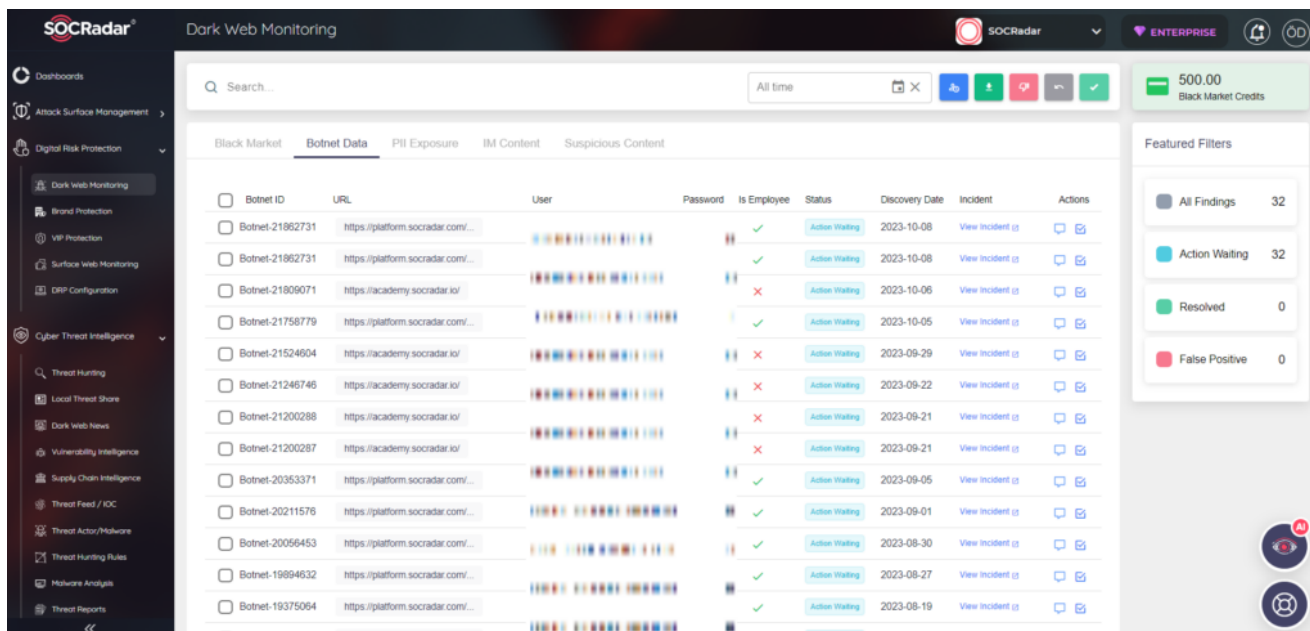 SOCRadar®
Dark Web Monitoring
SOCRadar
ENTERPRISE
ÖD
Dashboards
Attack Surface Management
Digital Risk Protection
Dark Web Monitoring
Brand Protection
VIP Protection
Surface Web Monitoring
DRP Configuration
Cyber Threat Intelligence
Threat Hunting
Local Threat Share
Dark Web News
Vulnerability Intelligence
Supply Chain Intelligence
Threat Feed / IOC
Threat Actor/Malware
Threat Hunting Rules
Malware Analysis
Threat Reports
Search...
All time
500.00
Black Market Credits
Black Market Botnet Data PII Exposure IM Content Suspicious Content
Botnet ID URL User Password Is Employee Status Discovery Date Incident Actions
Botnet-21862731 https://platform.socradar.com/... Action Waiting 2023-10-08 View Incident
Botnet-21862731 https://platform.socradar.com/... Action Waiting 2023-10-08 View Incident
Botnet-21809071 https://academy.socradar.io/ Action Waiting 2023-10-06 View Incident
Botnet-21758779 https://platform.socradar.com/... Action Waiting 2023-10-05 View Incident
Botnet-21524604 https://academy.socradar.io/ Action Waiting 2023-09-29 View Incident
Botnet-21246746 https://academy.socradar.io/ Action Waiting 2023-09-22 View Incident
Botnet-21200288 https://academy.socradar.io/ Action Waiting 2023-09-21 View Incident
Botnet-21200287 https://academy.socradar.io/ Action Waiting 2023-09-21 View Incident
Botnet-20353371 https://platform.socradar.com/... Action Waiting 2023-09-05 View Incident
Botnet-20211576 https://platform.socradar.com/... Action Waiting 2023-09-01 View Incident
Botnet-20056453 https://platform.socradar.com/... Action Waiting 2023-08-30 View Incident
Botnet-19894632 https://platform.socradar.com/... Action Waiting 2023-08-27 View Incident
Botnet-19375064 https://platform.socradar.com/... Action Waiting 2023-08-19 View Incident
Featured Filters
All Findings 32
Action Waiting 32
Resolved 0
False Positive 0
AI